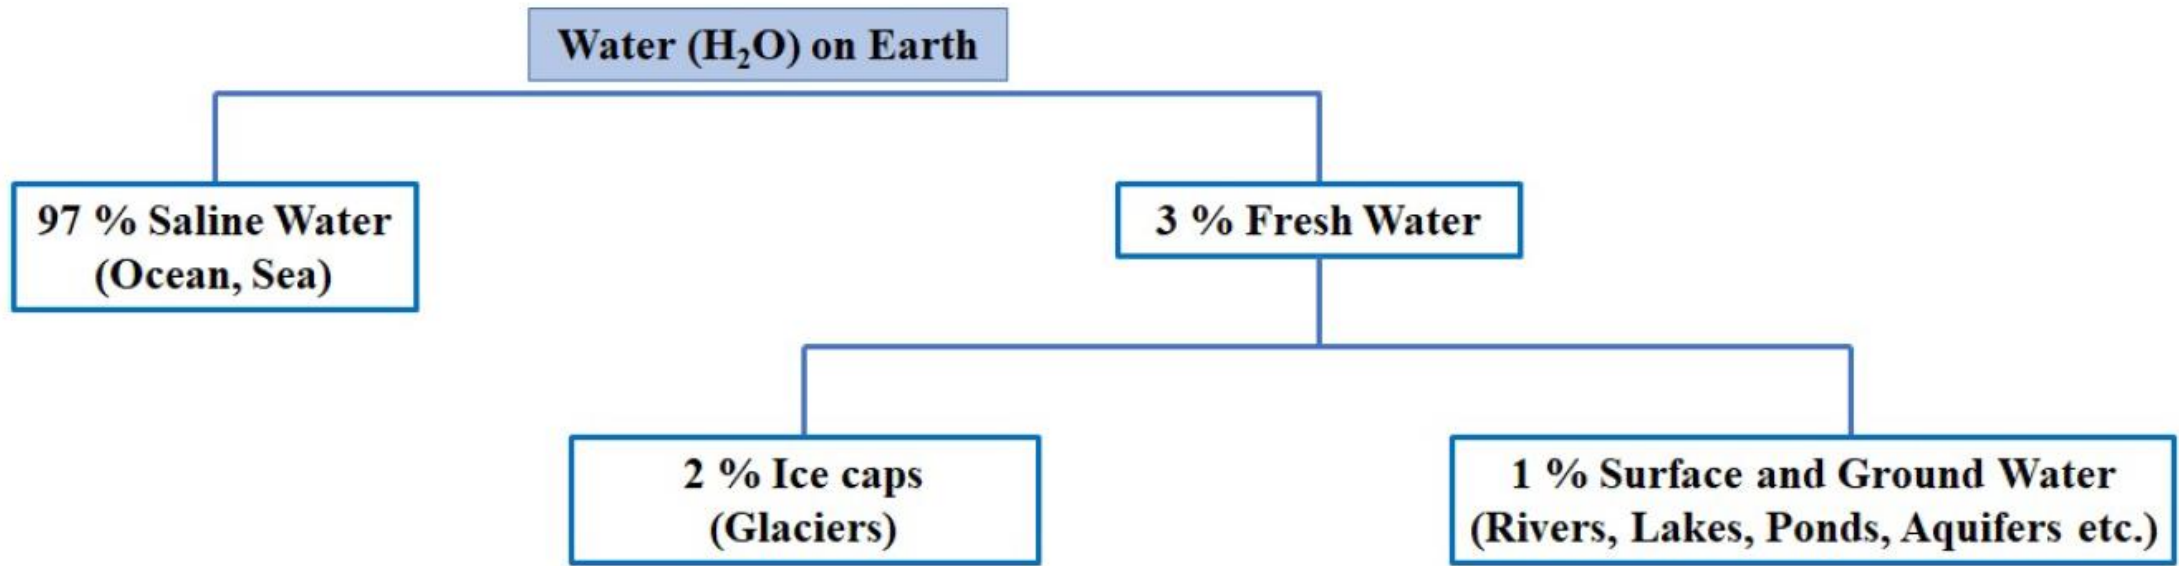 Water (H₂O) on Earth
97 % Saline Water
(Ocean, Sea)
3 % Fresh Water
2 % Ice caps
(Glaciers)
1 % Surface and Ground Water
(Rivers, Lakes, Ponds, Aquifers etc.)